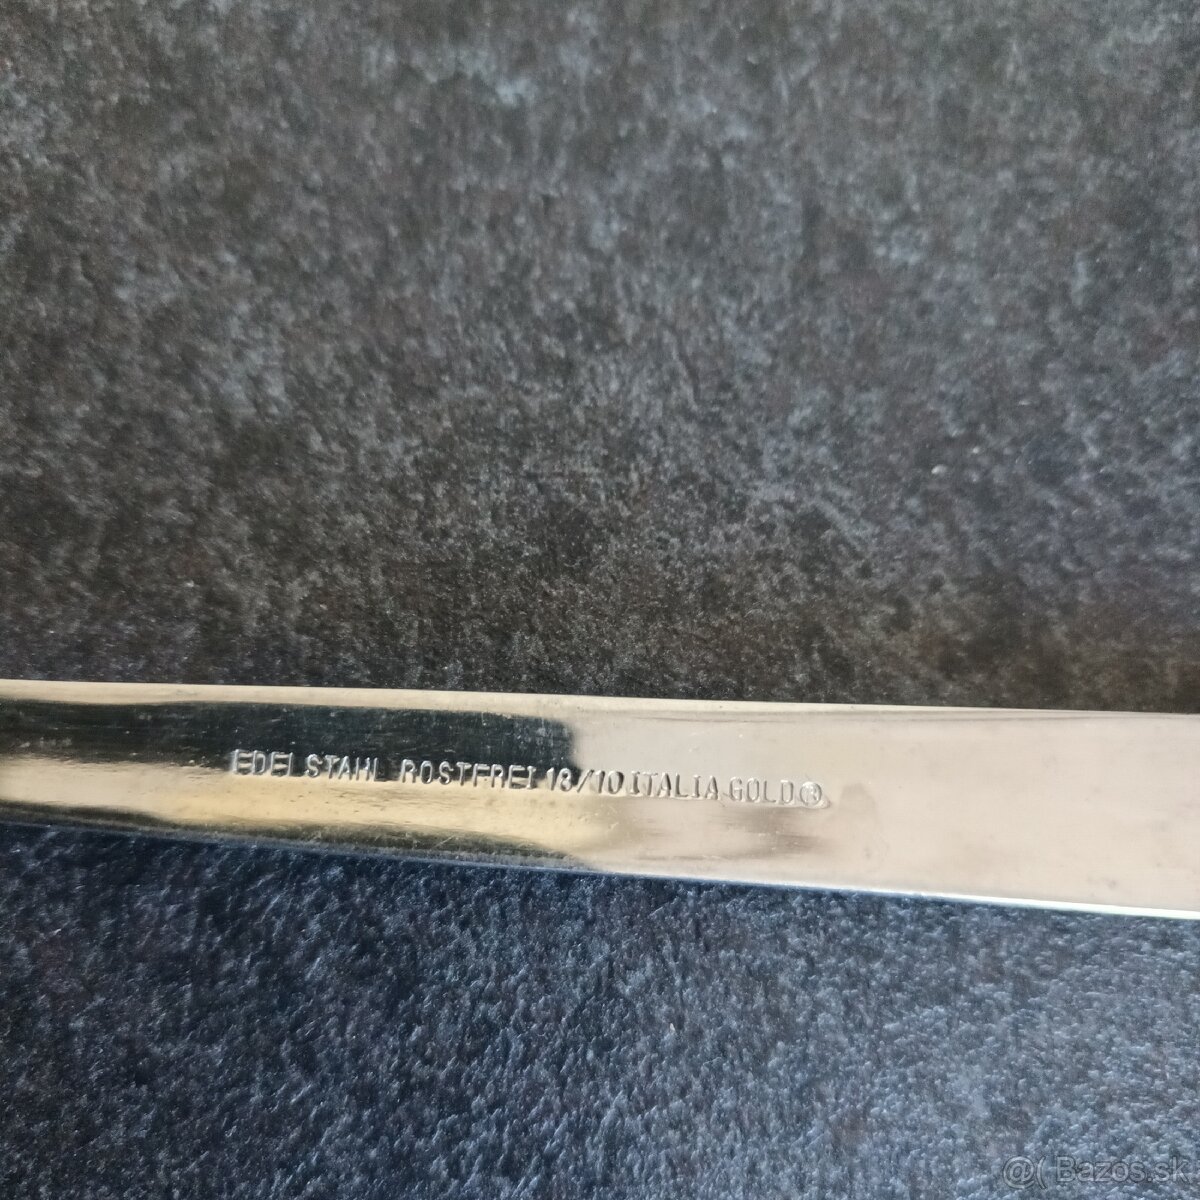 EDELSTAHL ROSTFREI 18/10 ITALIA GOLD®
@( Bazos.sk